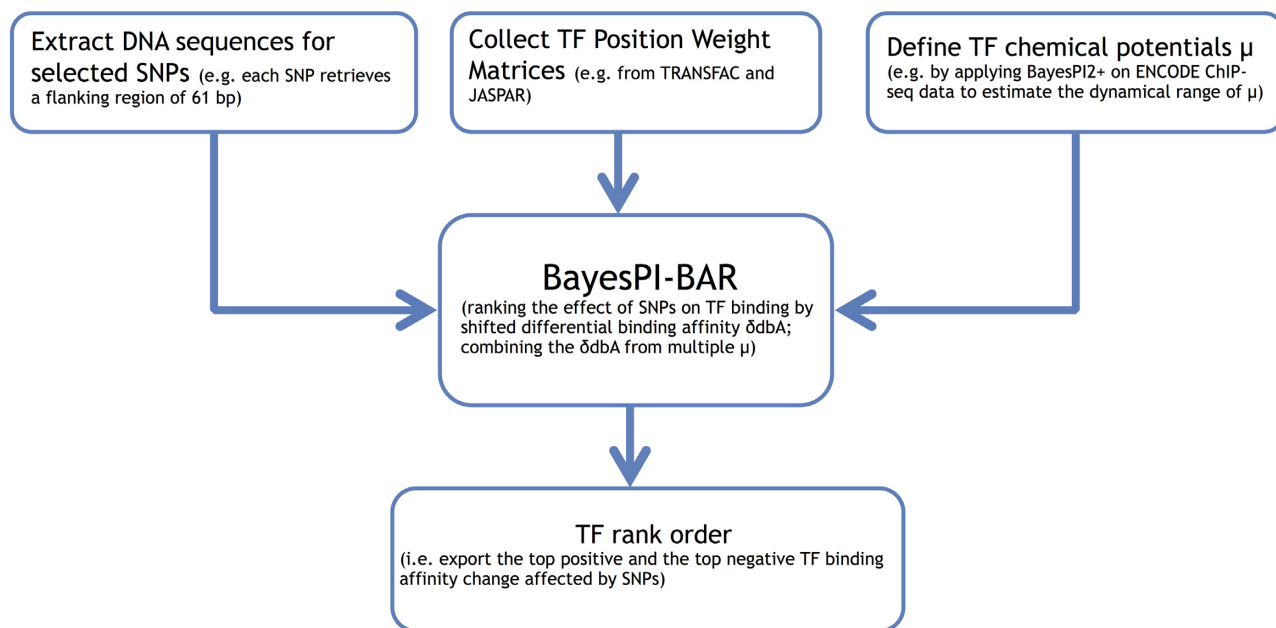 Extract DNA sequences for
selected SNPs (e.g. each SNP retrieves
a flanking region of 61 bp)
Collect TF Position Weight
Matrices (e.g. from TRANSFAC and
JASPAR)
Define TF chemical potentials μ
(e.g. by applying BayesPI2+ on ENCODE ChIP-
seq data to estimate the dynamical range of μ)
BayesPI-BAR
(ranking the effect of SNPs on TF binding by
shifted differential binding affinity δdbA;
combining the δdbA from multiple μ)
TF rank order
(i.e. export the top positive and the top negative TF binding
affinity change affected by SNPs)